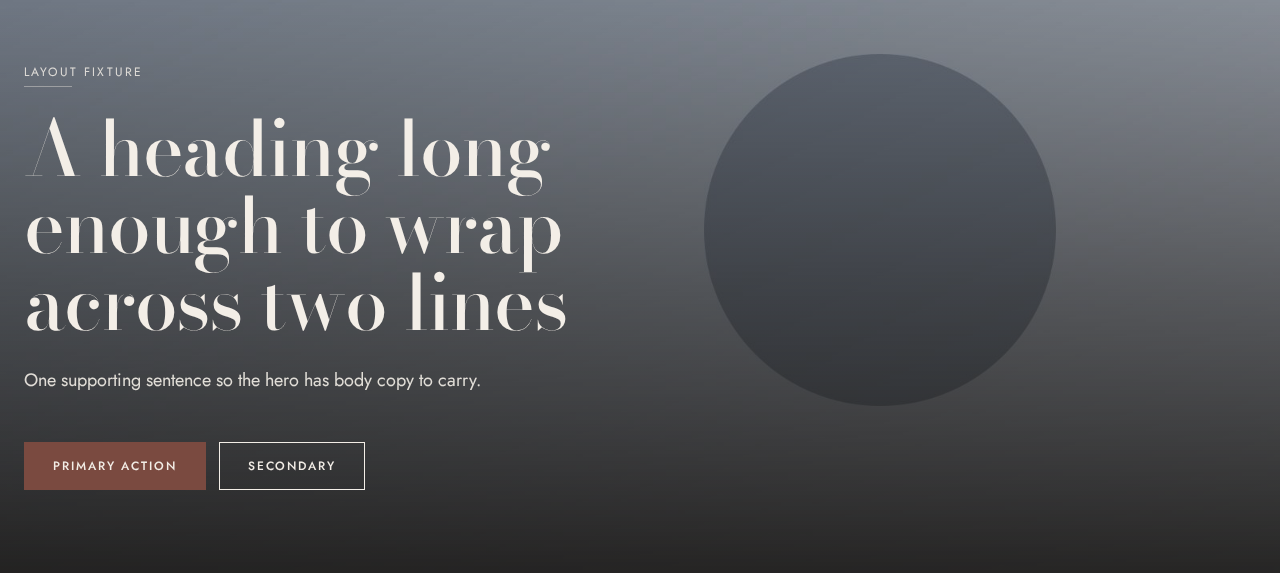 LAYOUT FIXTURE
A heading long
enough to wrap
across two lines
One supporting sentence so the hero has body copy to carry.
PRIMARY ACTION
SECONDARY